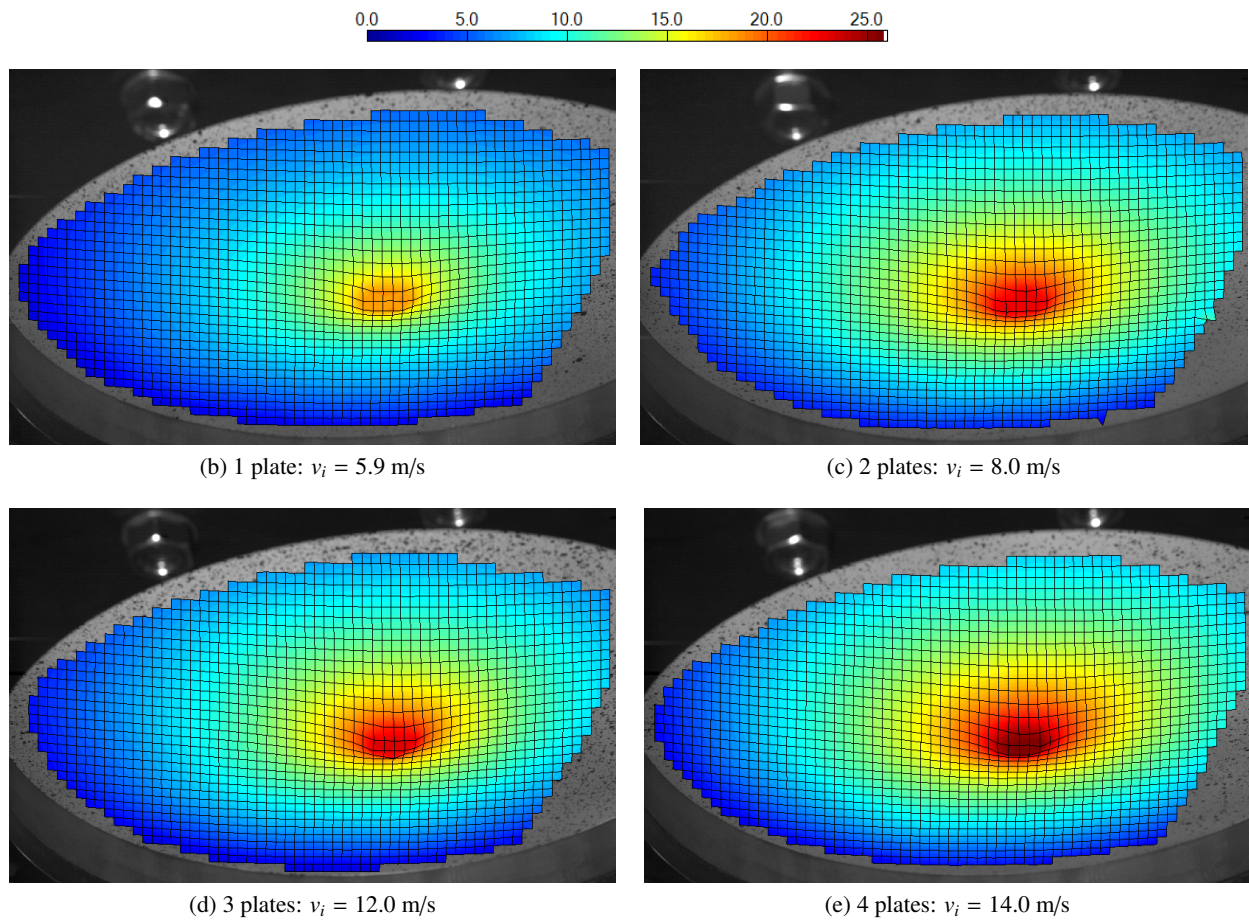 0.0 5.0 10.0 15.0 20.0 25.0
(b) 1 plate: v_i = 5.9 m/s
(c) 2 plates: v_i = 8.0 m/s
(d) 3 plates: v_i = 12.0 m/s
(e) 4 plates: v_i = 14.0 m/s